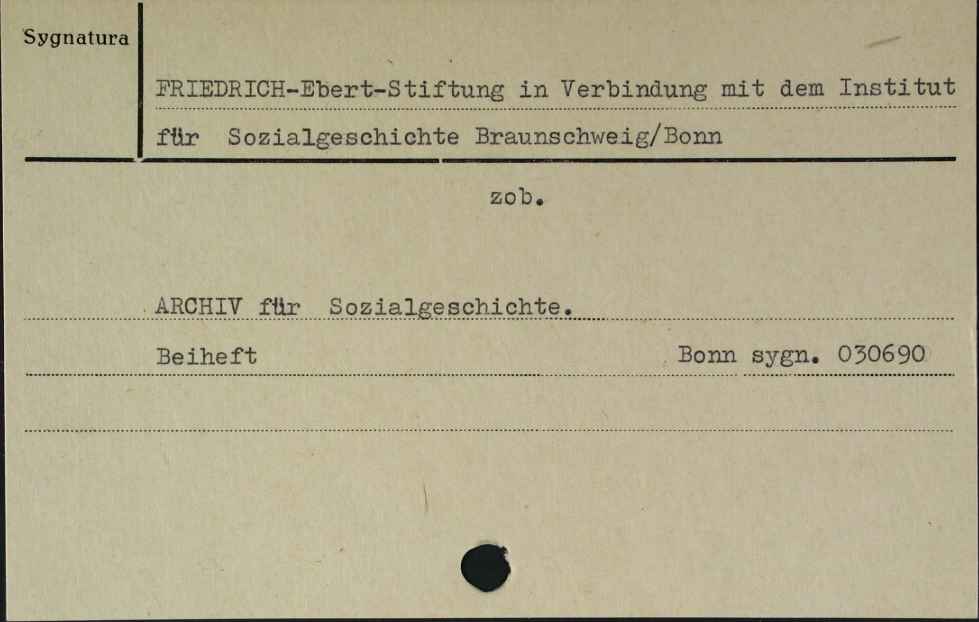 Sygnatura
FRIEDRICH-Ebert-Stiftung in Verbindung mit dem Institut
für Sozialgeschichte Braunschweig/Bonn
zob.
ARCHIV für Sozialgeschichte.
Beiheft Bonn sygn. 030690